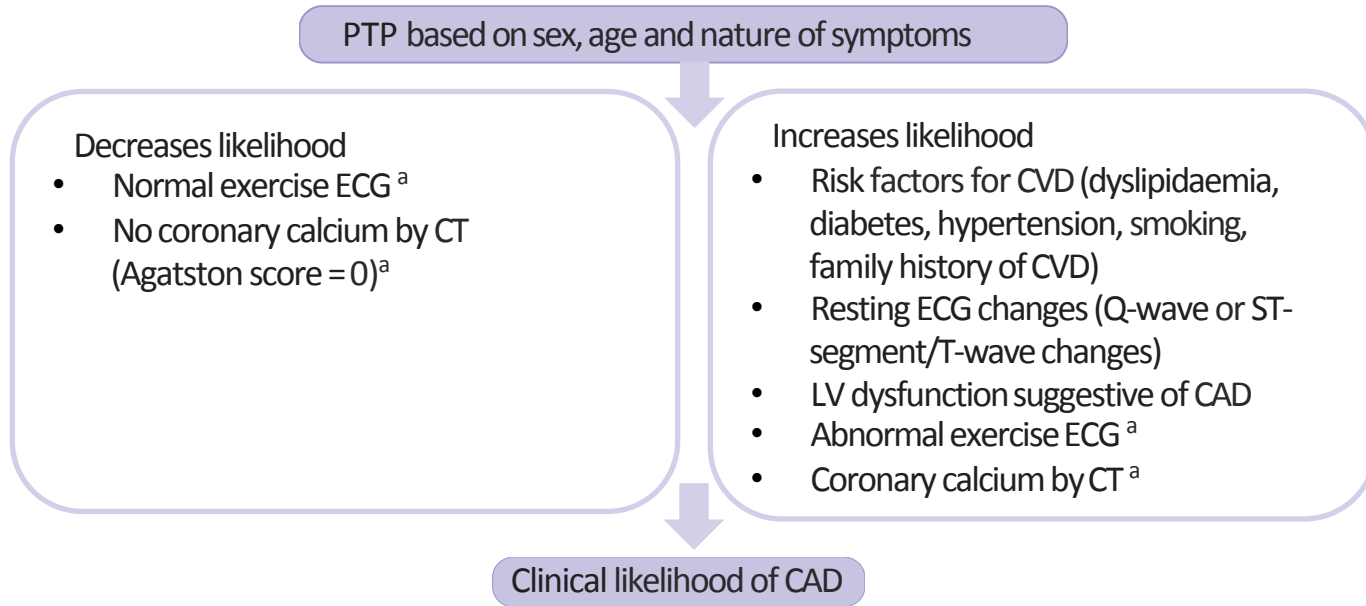 PTP based on sex, age and nature of symptoms
Decreases likelihood
• Normal exercise ECG a
• No coronary calcium by CT
(Agatston score = 0)a
Increases likelihood
• Risk factors for CVD (dyslipidaemia,
diabetes, hypertension, smoking,
family history of CVD)
• Resting ECG changes (Q-wave or ST-
segment/T-wave changes)
• LV dysfunction suggestive of CAD
• Abnormal exercise ECG a
• Coronary calcium by CT a
Clinical likelihood of CAD